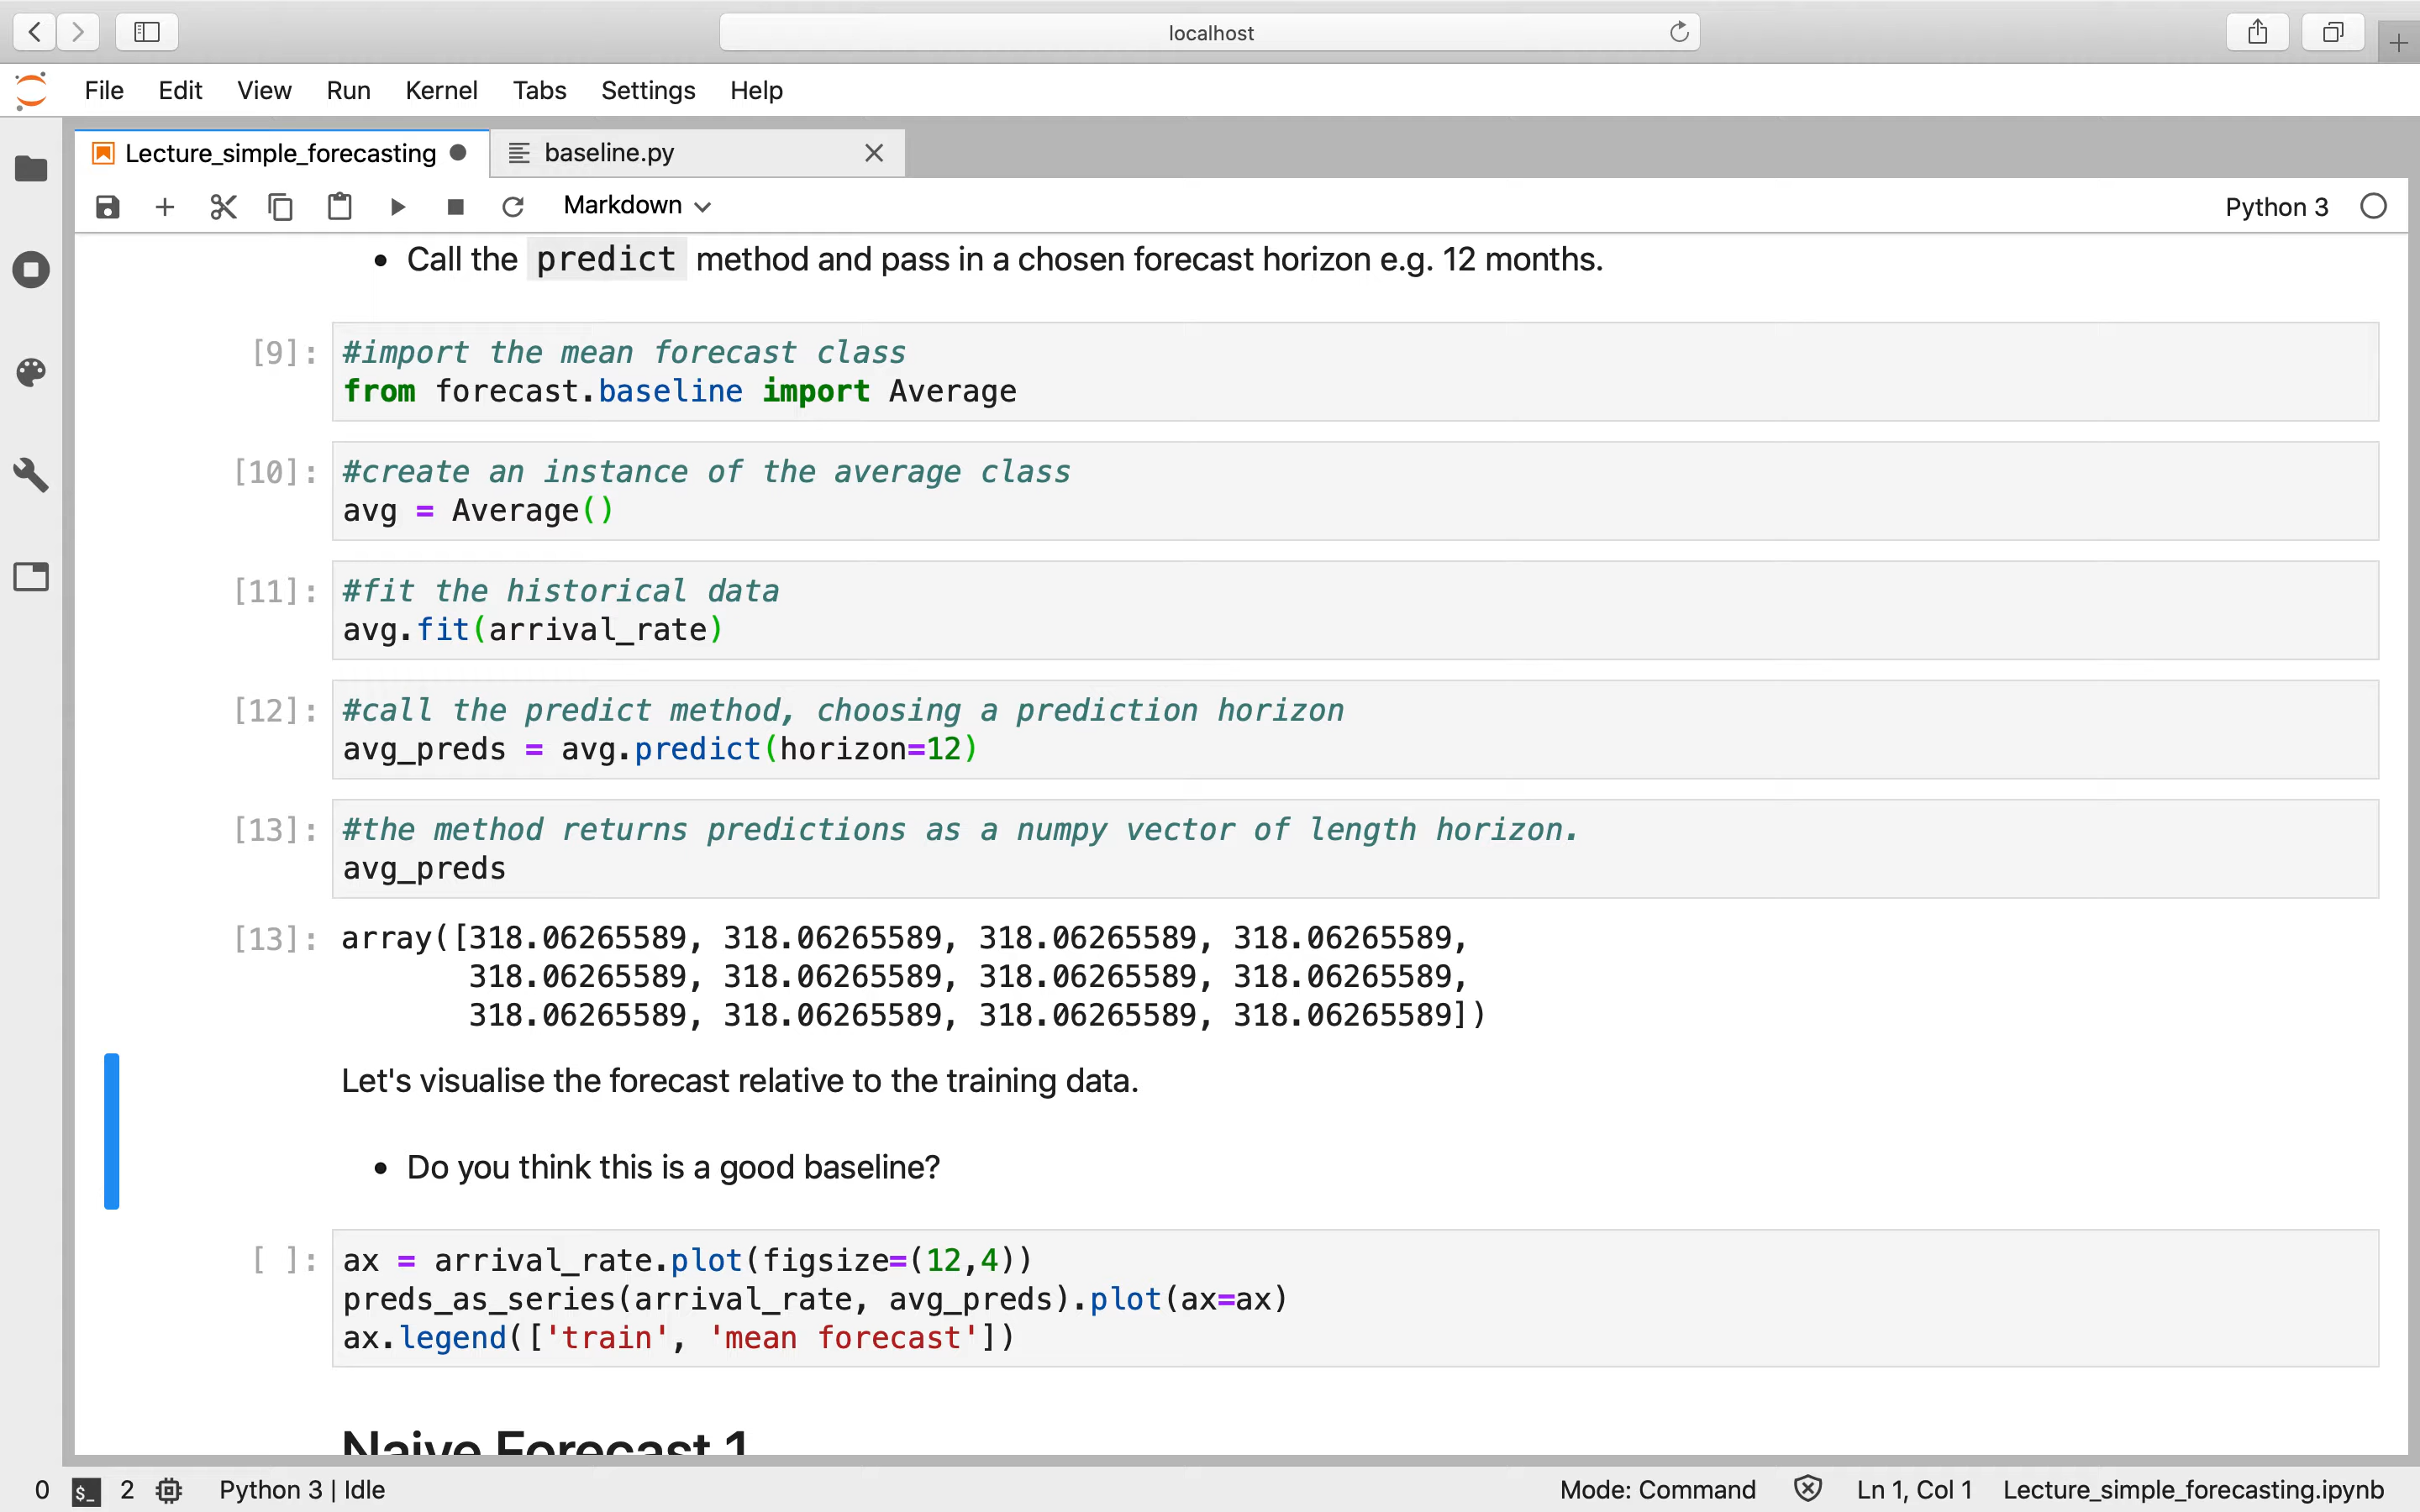 localhost
File Edit View Run Kernel Tabs Settings Help
Lecture_simple_forecasting baseline.py
Markdown Python 3
• Call the predict method and pass in a chosen forecast horizon e.g. 12 months.
[9]: #import the mean forecast class
from forecast.baseline import Average
[10]: #create an instance of the average class
avg = Average()
[11]: #fit the historical data
avg.fit(arrival_rate)
[12]: #call the predict method, choosing a prediction horizon
avg_preds = avg.predict(horizon=12)
[13]: #the method returns predictions as a numpy vector of length horizon.
avg_preds
[13]: array([318.06265589, 318.06265589, 318.06265589, 318.06265589,
318.06265589, 318.06265589, 318.06265589, 318.06265589,
318.06265589, 318.06265589, 318.06265589, 318.06265589])
Let's visualise the forecast relative to the training data.
• Do you think this is a good baseline?
[ ]: ax = arrival_rate.plot(figsize=(12,4))
preds_as_series(arrival_rate, avg_preds).plot(ax=ax)
ax.legend(['train', 'mean forecast'])
Naive Forecast 1
0 $_ 2 Python 3 | Idle Mode: Command Ln 1, Col 1 Lecture_simple_forecasting.ipynb